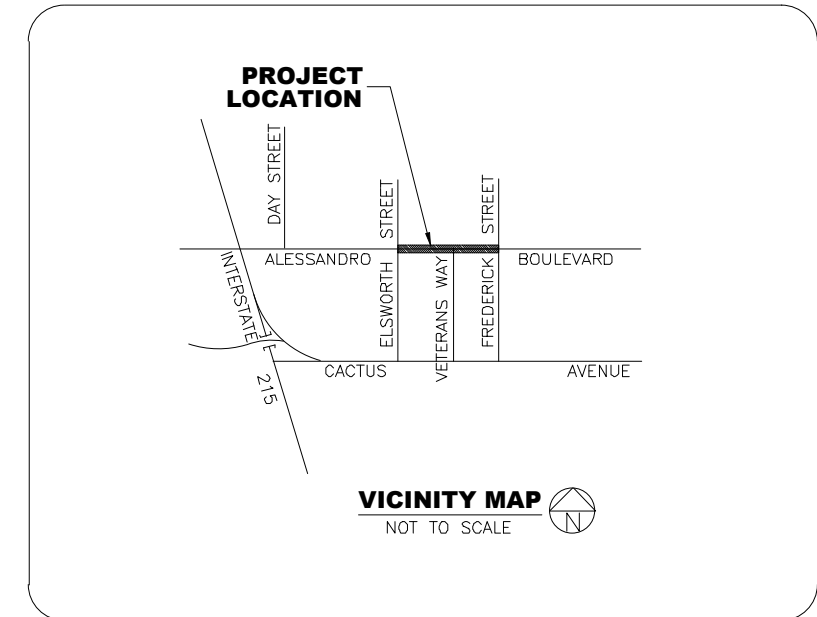 PROJECT
LOCATION
DAY STREET
ELSWORTH STREET
FREDERICK STREET
ALESSANDRO BOULEVARD
INTERSTATE 215
VETERANS WAY
CACTUS AVENUE
VICINITY MAP
NOT TO SCALE
N